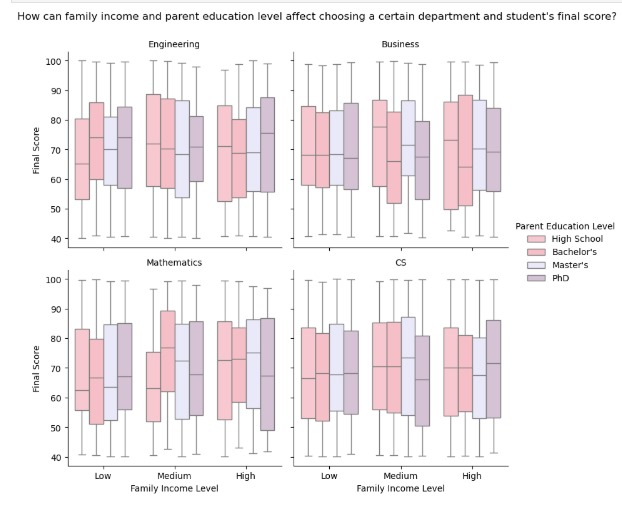 How can family income and parent education level affect choosing a certain department and student's final score?
Engineering
Business
100
90
80
70
60
50
40
Final Score
Mathematics
CS
100
90
80
70
60
50
40
Final Score
Low
Medium
High
Family Income Level
Low
Medium
High
Family Income Level
Parent Education Level
High School
Bachelor's
Master's
PhD